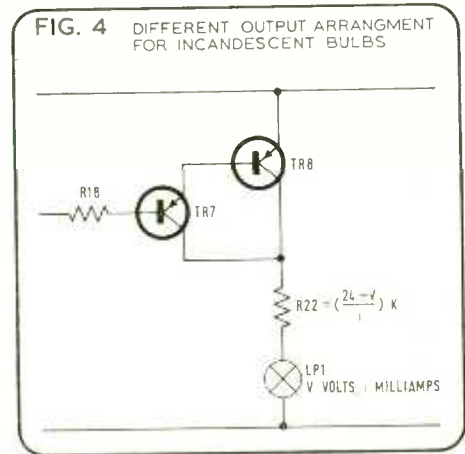 FIG. 4 DIFFERENT OUTPUT ARRANGMENT
FOR INCANDESCENT BULBS
TR8
R18
TR7
R22 = (24-V/I) K
LP1
V VOLTS I MILLIAMPS